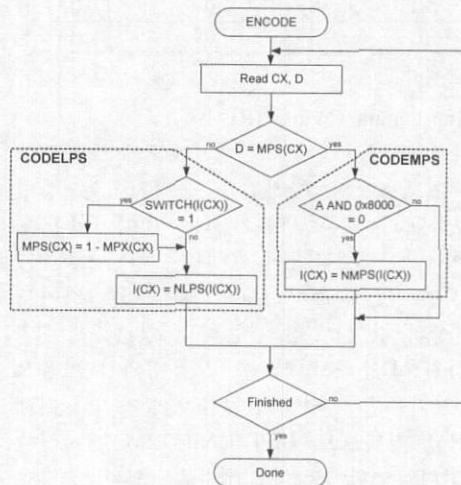 ENCODE
Read CX, D
D = MPS(CX)
no
yes
CODELPS
CODEMPS
SWITCH(I(CX))
= 1
yes
no
A AND 0x8000
= 0
no
yes
MPS(CX) = 1 - MPX(CX)
I(CX) = NLPS(I(CX))
I(CX) = NMPS(I(CX))
Finished
no
yes
Done